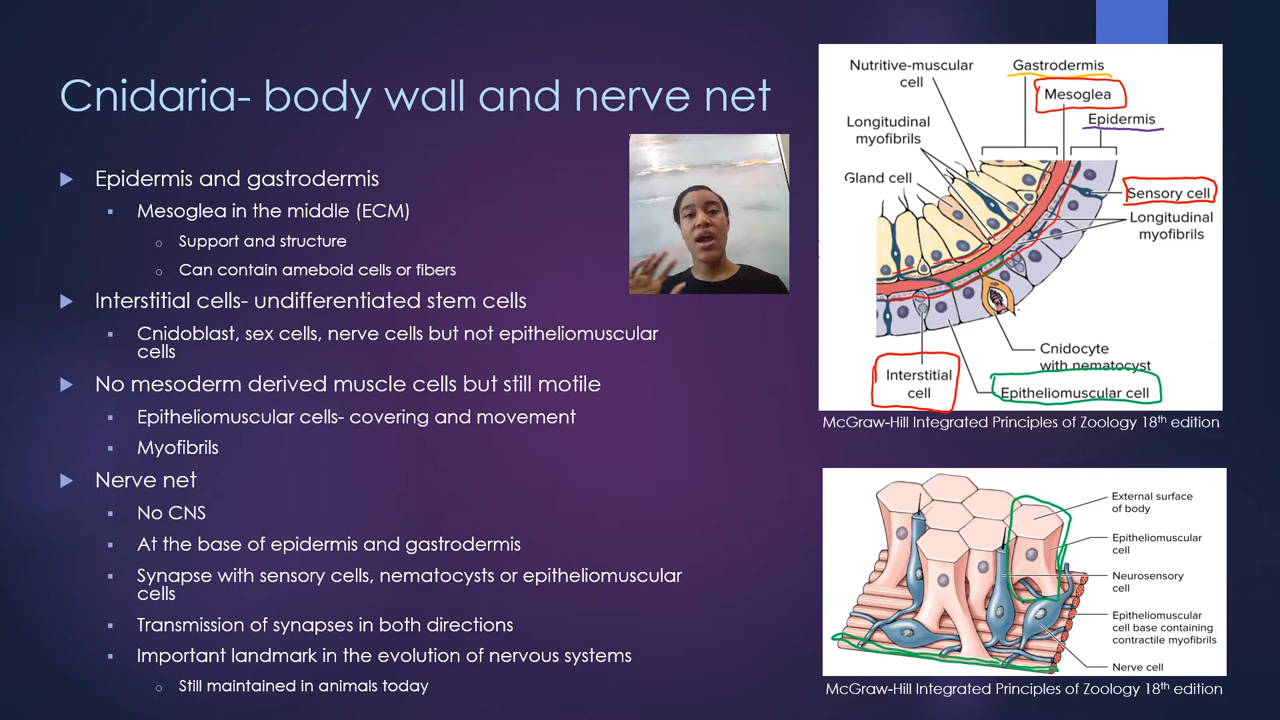 Cnidaria- body wall and nerve net
Epidermis and gastrodermis
Mesoglea in the middle (ECM)
Support and structure
Can contain ameboid cells or fibers
Interstitial cells- undifferentiated stem cells
Cnidoblast, sex cells, nerve cells but not epitheliomuscular
cells
No mesoderm derived muscle cells but still motile
Epitheliomuscular cells- covering and movement
Myofibrils
Nerve net
No CNS
At the base of epidermis and gastrodermis
Synapse with sensory cells, nematocysts or epitheliomuscular
cells
Transmission of synapses in both directions
Important landmark in the evolution of nervous systems
Still maintained in animals today
Nutritive-muscular
cell
Gastrodermis
Mesoglea
Epidermis
Longitudinal
myofibrils
Gland cell
Sensory cell
Longitudinal
myofibrils
Cnidocyte
with nematocyst
Interstitial
cell
Epitheliomuscular cell
McGraw-Hill Integrated Principles of Zoology 18th edition
External surface
of body
Epitheliomuscular
cell
Neurosensory
cell
Epitheliomuscular
cell base containing
contractile myofibrils
Nerve cell
McGraw-Hill Integrated Principles of Zoology 18th edition